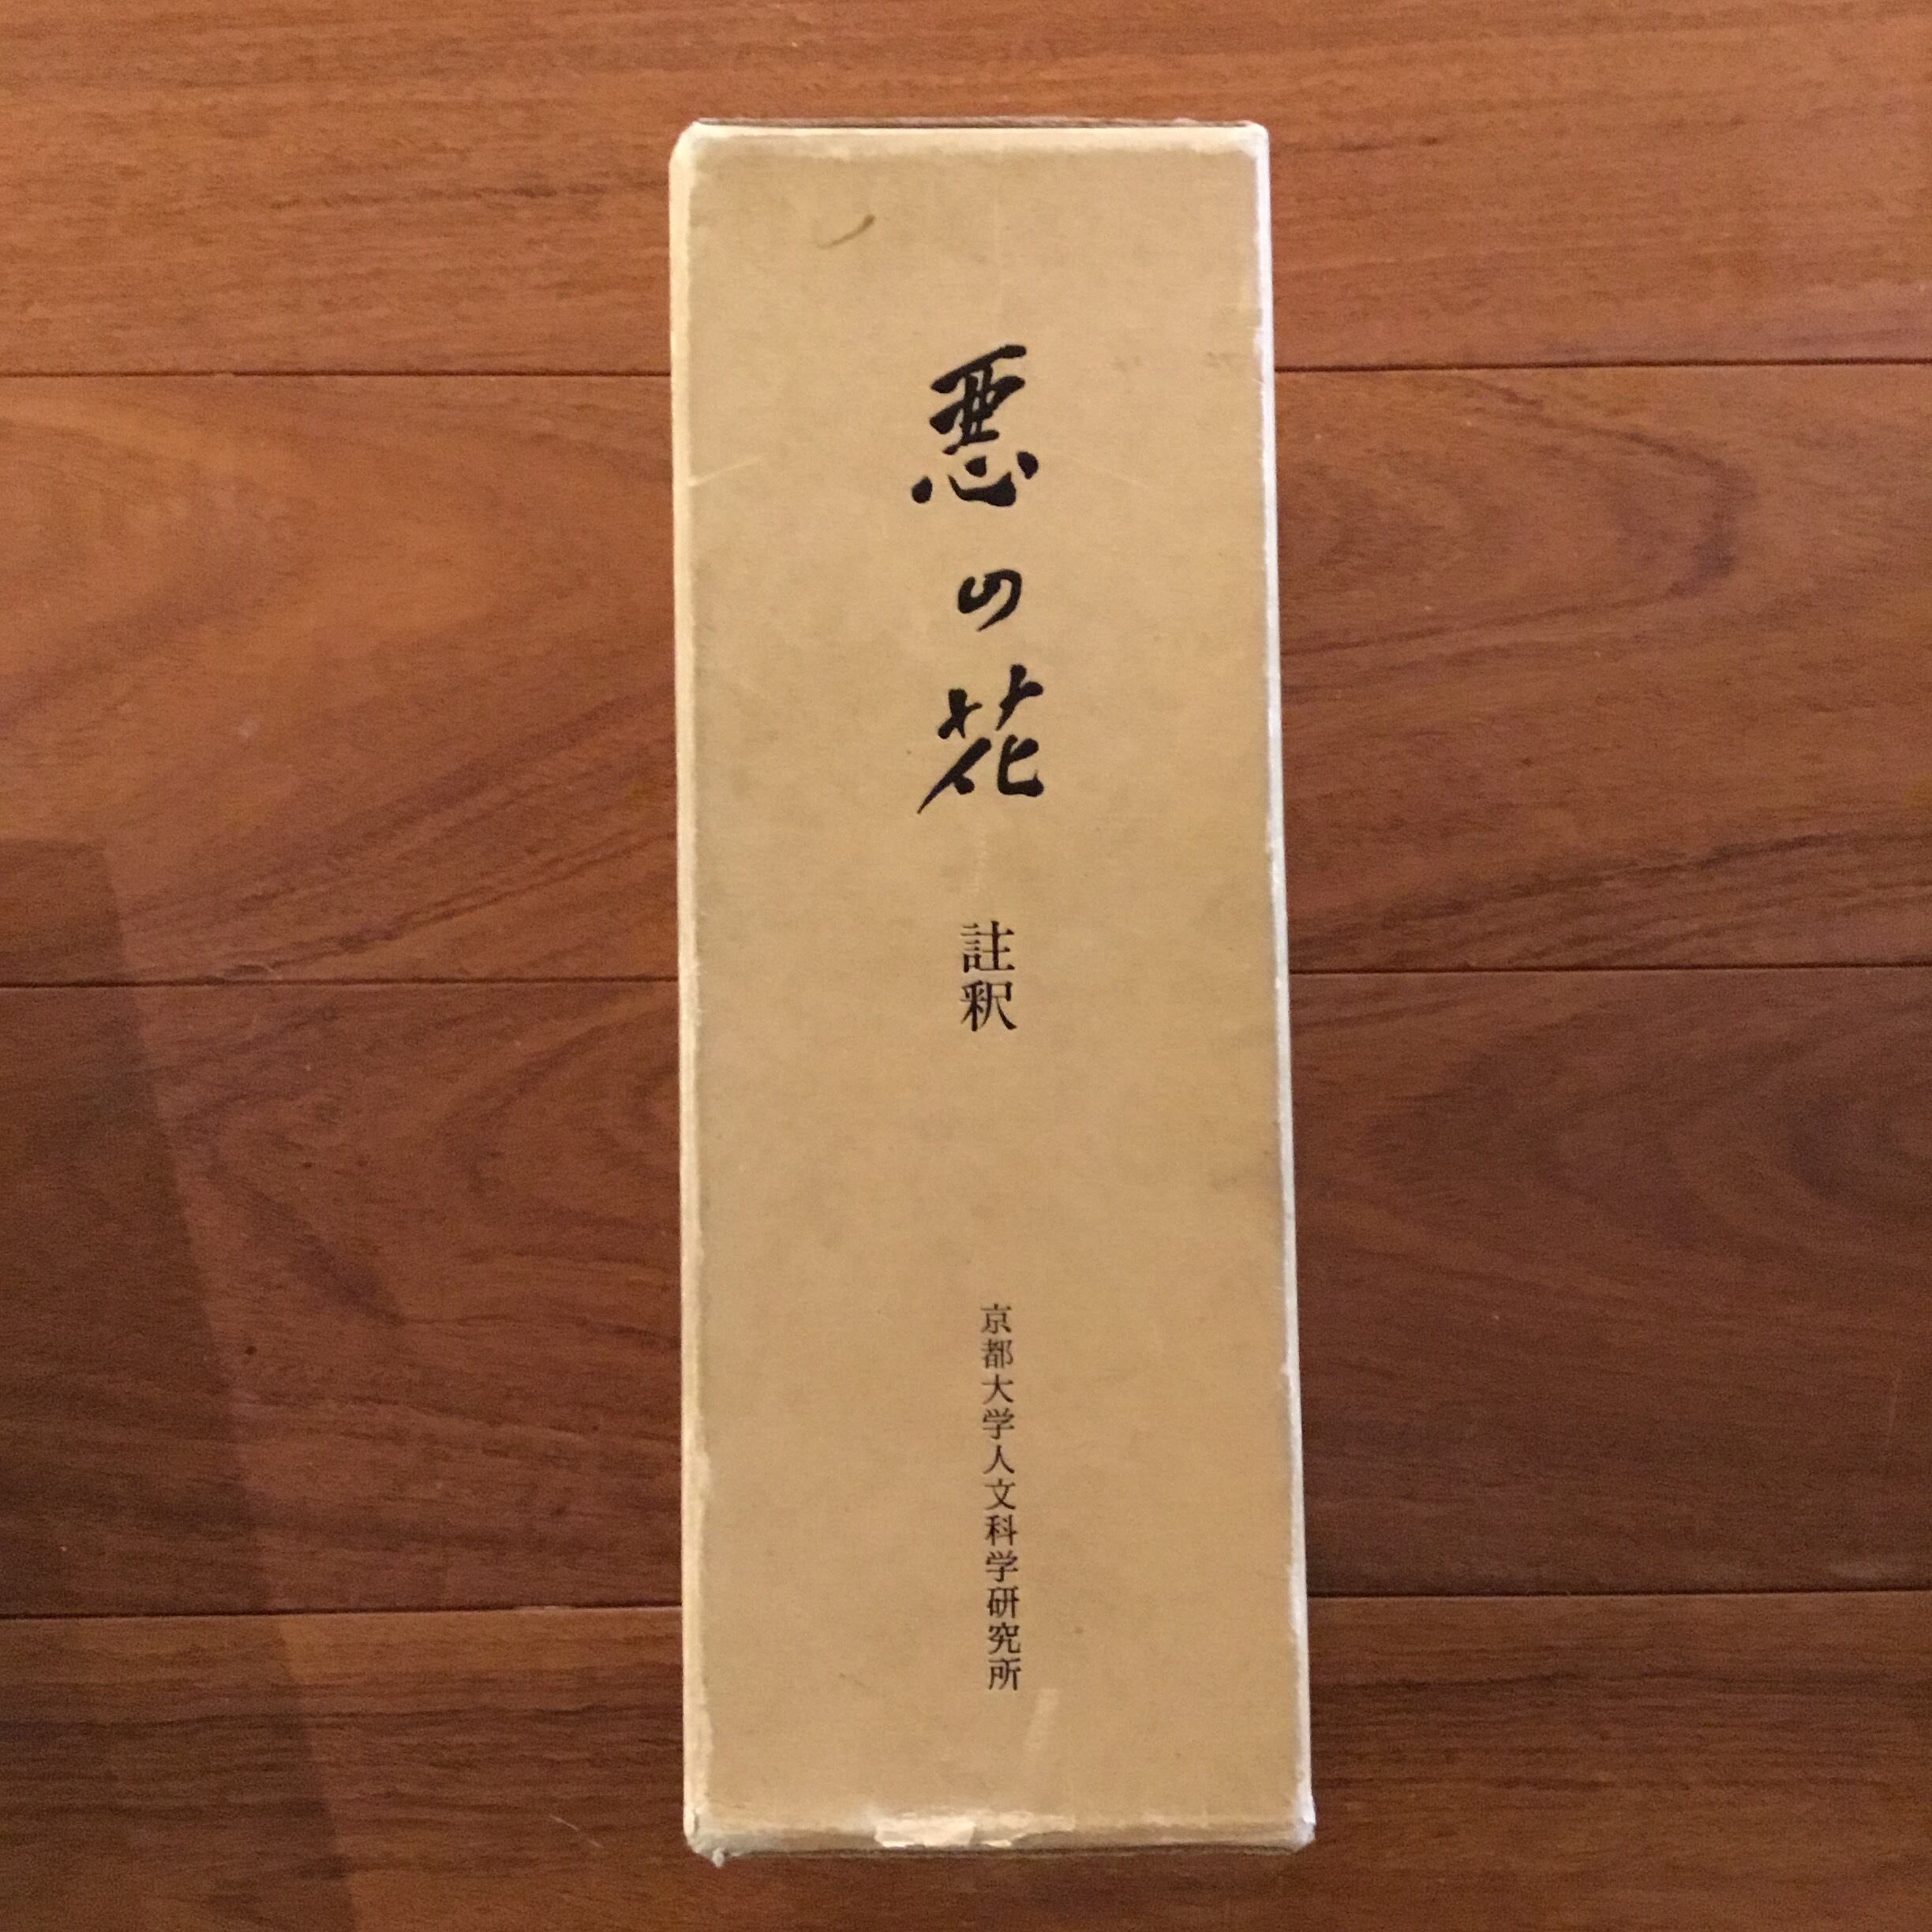 悪の花
註釈
京都大学人文科学研究所